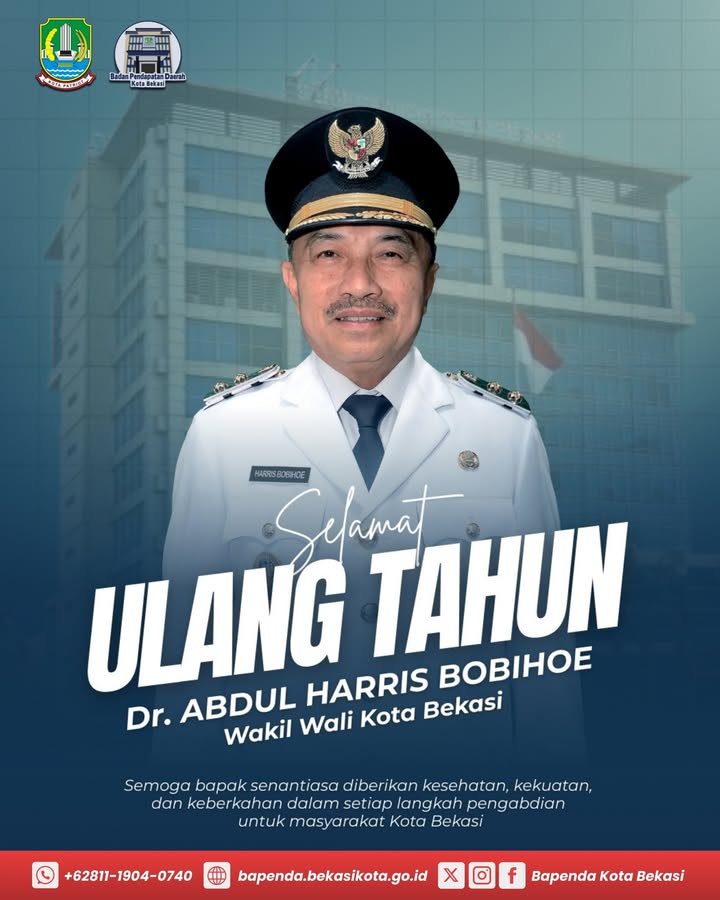 KOTA PATRIOT
Badan Pendapatan Daerah
Kota Bekasi
HARRIS BOBIHOE
Selamat
ULANG TAHUN
Dr. ABDUL HARRIS BOBIHOE
Wakil Wali Kota Bekasi
Semoga bapak senantiasa diberikan kesehatan, kekuatan,
dan keberkahan dalam setiap langkah pengabdian
untuk masyarakat Kota Bekasi
+62811-1904-0740 bapenda.bekasikota.go.id Bapenda Kota Bekasi